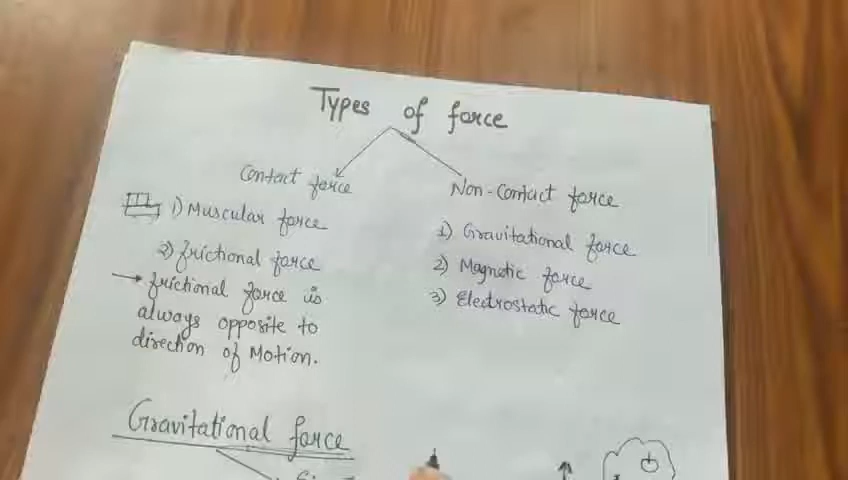 Types of force
Contact force
1) Muscular force
2) frictional force
→ frictional force is
always opposite to
direction of Motion.
Non-Contact force
1) Gravitational force
2) Magnetic force
3) Electrostatic force
Gravitational force